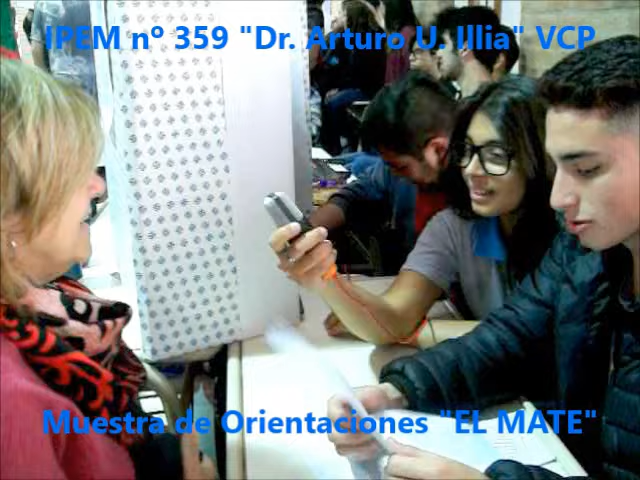 IPEM nº 359 "Dr. Arturo U. Illia" VCP
Muestra de Orientaciones "EL MATE"